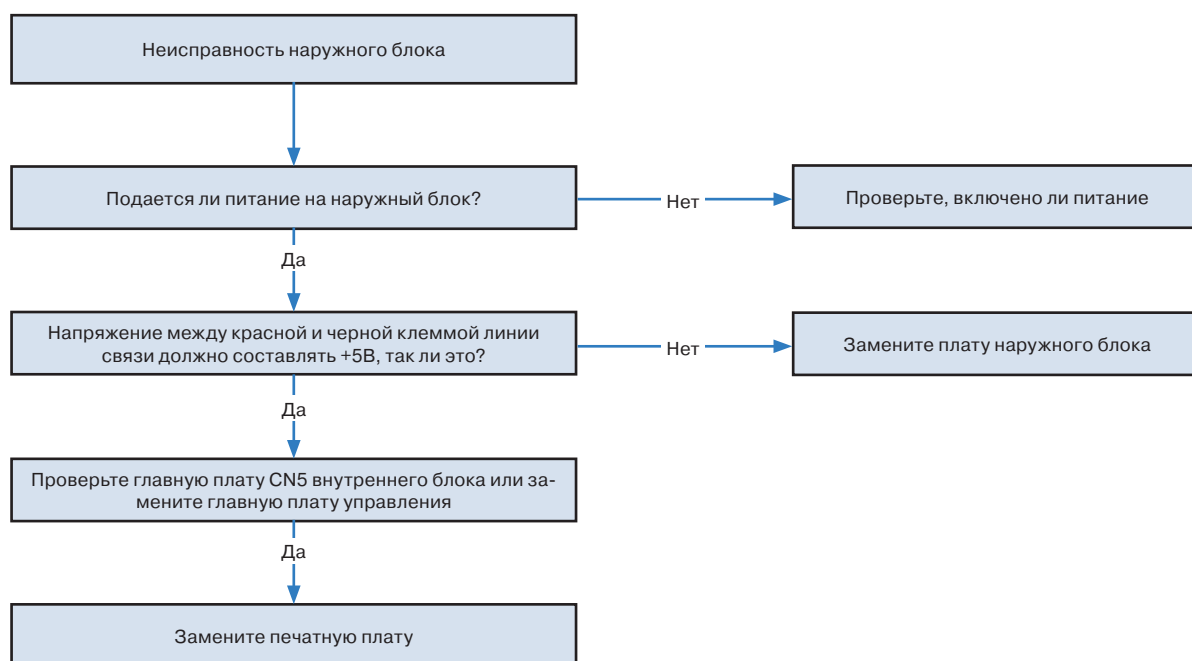 Неисправность наружного блока
Подается ли питание на наружный блок?
Нет
Проверьте, включено ли питание
Да
Напряжение между красной и черной клеммой линии
связи должно составлять +5В, так ли это?
Нет
Замените плату наружного блока
Да
Проверьте главную плату CN5 внутреннего блока или за-
мените главную плату управления
Да
Замените печатную плату